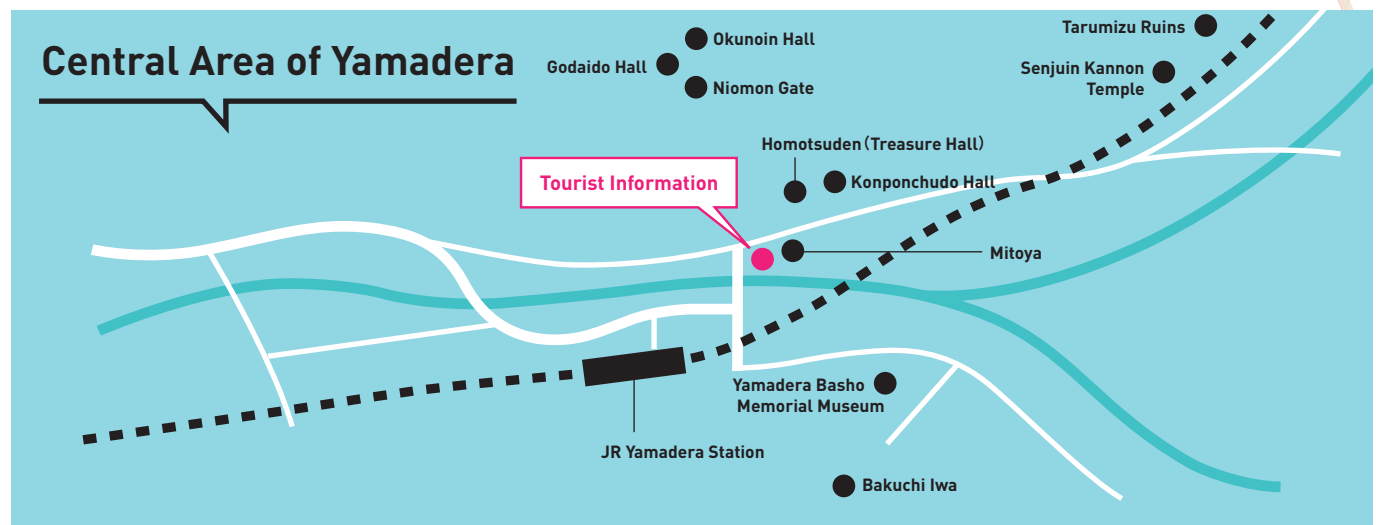 Central Area of Yamadera
Okunoin Hall
Godaido Hall
Niomon Gate
Tarumizu Ruins
Senjuin Kannon
Temple
Homotsuden (Treasure Hall)
Konponchudo Hall
Tourist Information
Mitoya
Yamadera Basho
Memorial Museum
JR Yamadera Station
Bakuchi Iwa